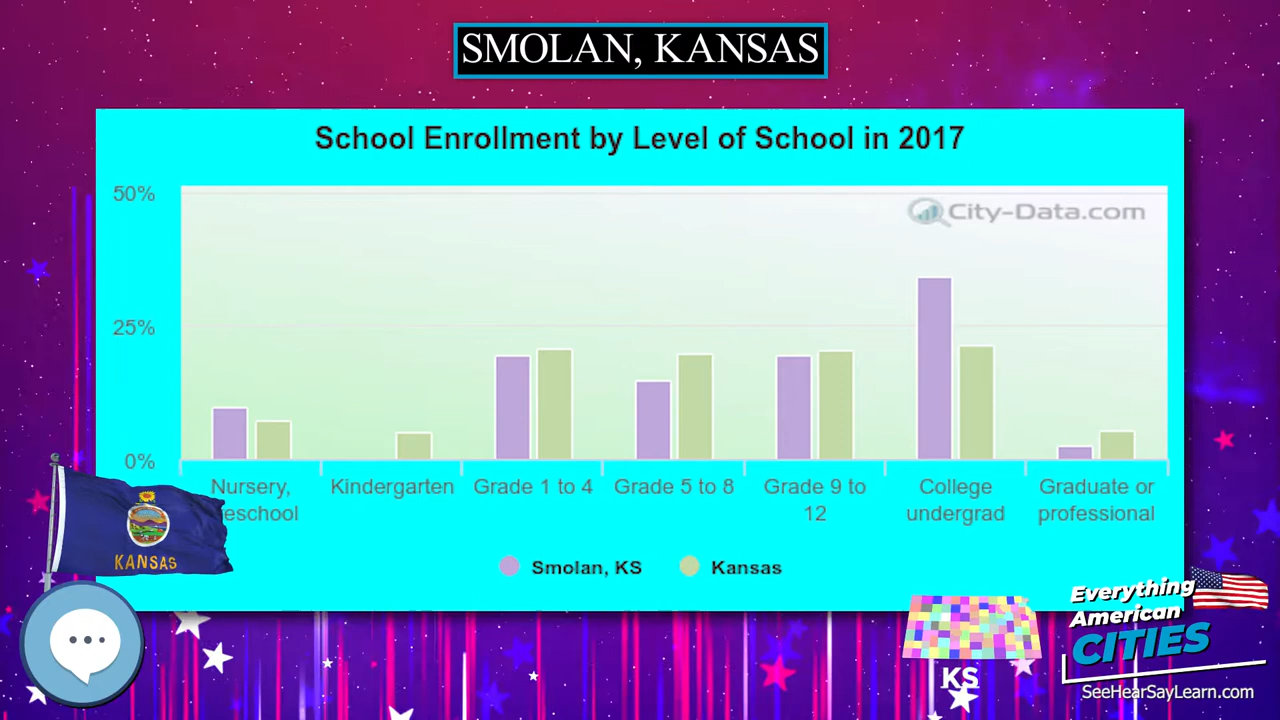 SMOLAN, KANSAS
School Enrollment by Level of School in 2017
50%
City-Data.com
25%
0%
Nursery,
Kindergarten
Grade 1 to 4
Grade 5 to 8
Grade 9 to
12
College
undergrad
Graduate or
professional
eschool
Smolan, KS
Kansas
KANSAS
KS
Everything
American
CITIES
SeeHearSayLearn.com